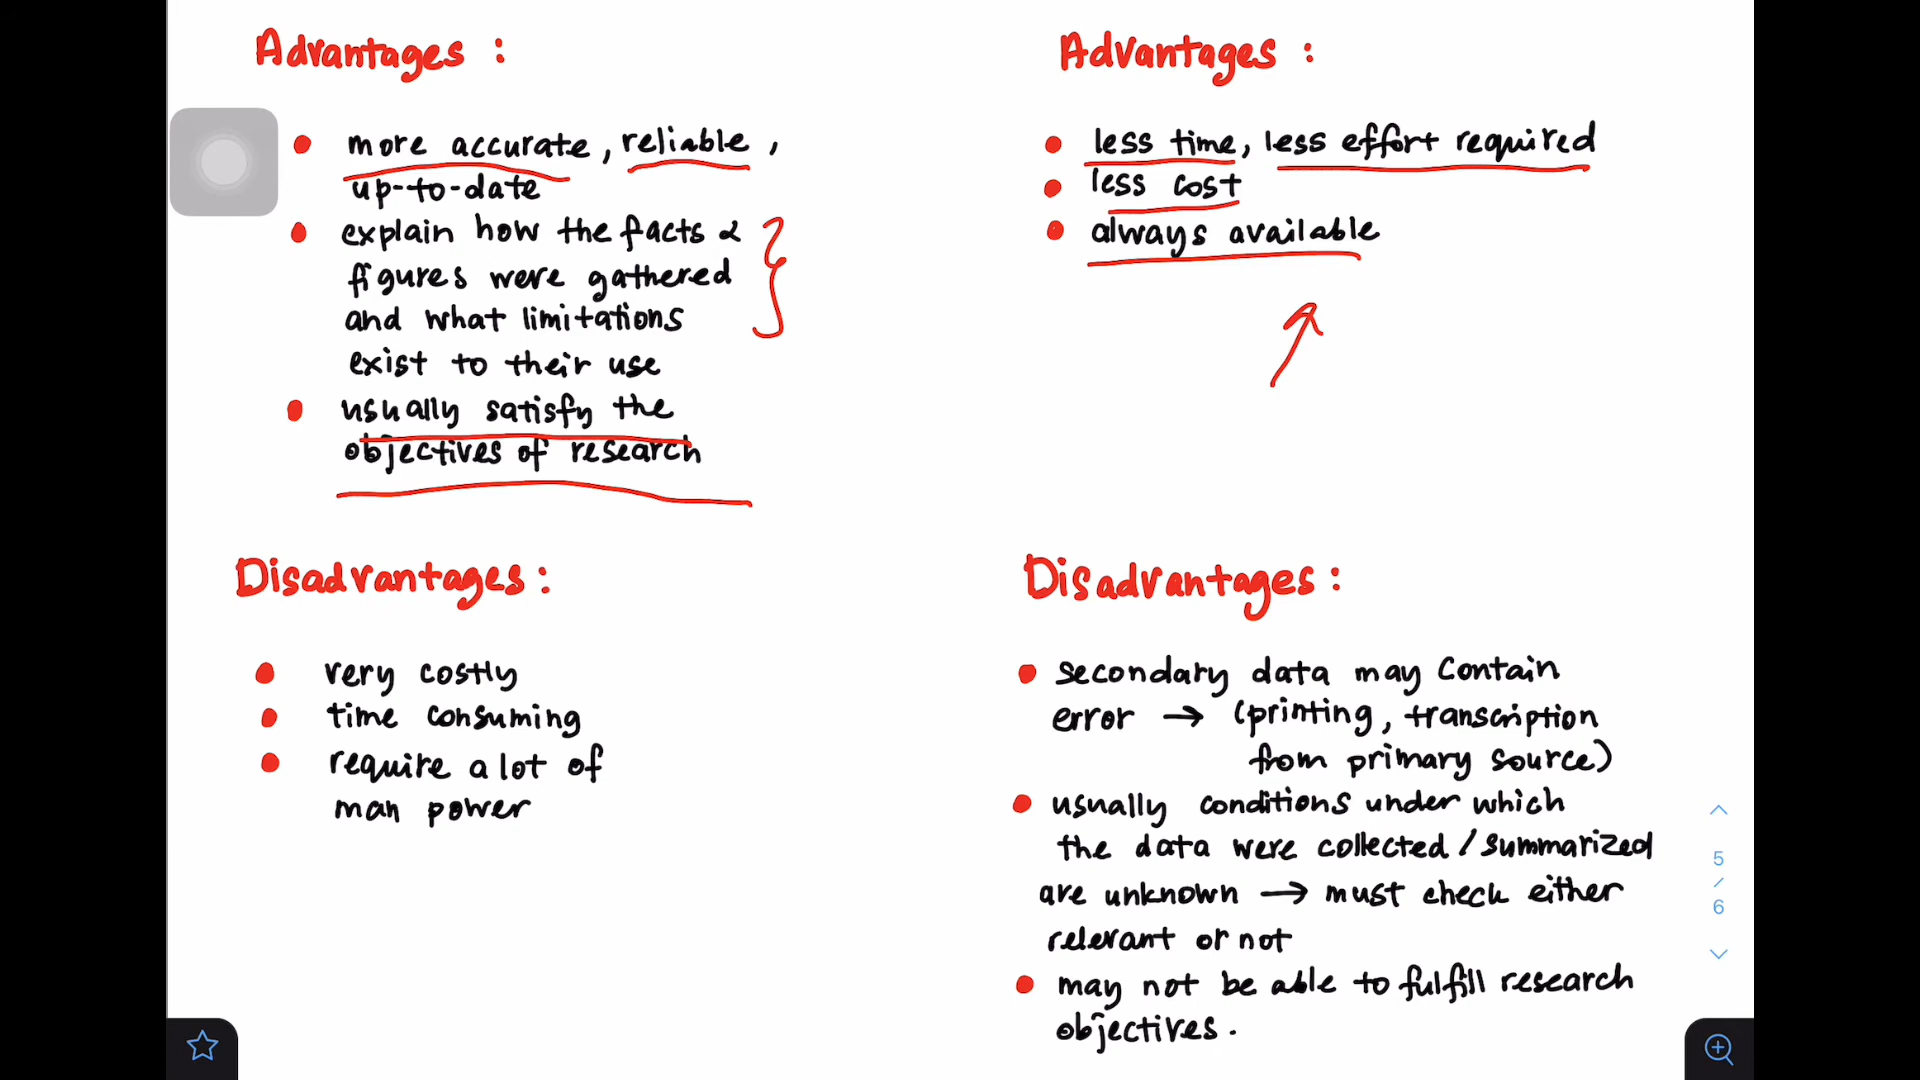 Advantages :
more accurate, reliable,
up-to-date
explain how the facts &
figures were gathered
and what limitations
exist to their use
usually satisfy the
objectives of research
Disadvantages :
very costly
time consuming
require a lot of
man power
Advantages :
less time, less effort required
less cost
always available
Disadvantages :
secondary data may contain
error → (printing, transcription
from primary source)
usually conditions under which
the data were collected / summarized
are unknown → must check either
relevant or not
may not be able to fulfill research
objectives.
5
/
6